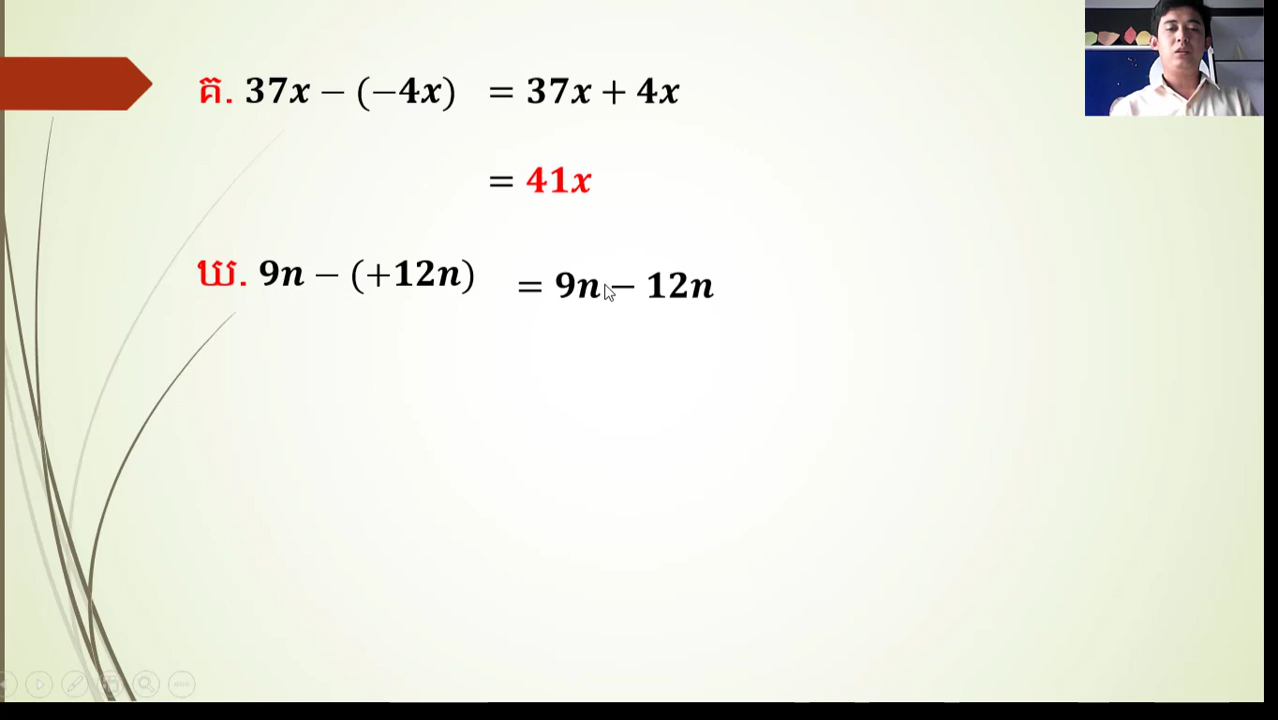 គ. 37x − (−4x) = 37x + 4x
= 41x
ឃ. 9n − (+12n) = 9n − 12n